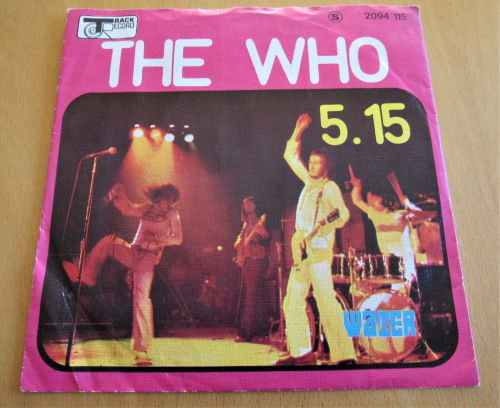 TRACK
RECORD
S 2094 115
THE WHO
5.15
WATER